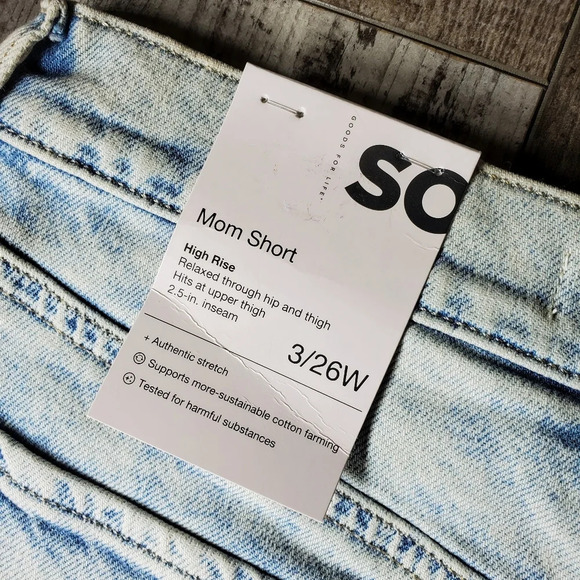 GOODS FOR LIFE
SO
Mom Short
High Rise
Relaxed through hip and thigh
Hits at upper thigh
2.5-in. inseam
3/26W
+ Authentic stretch
Supports more-sustainable cotton farming
Tested for harmful substances